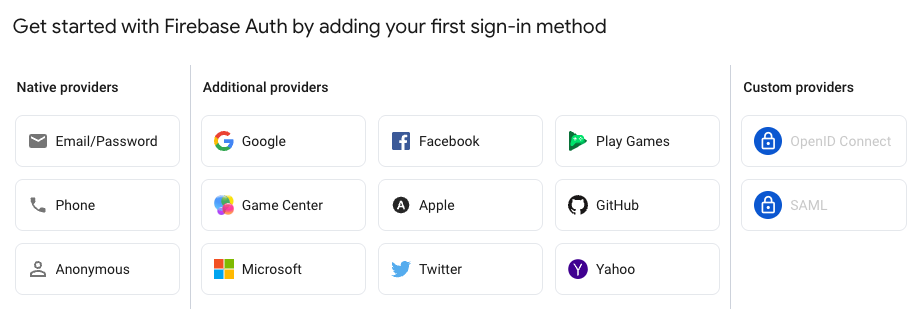 Get started with Firebase Auth by adding your first sign-in method
Native providers
Email/Password
Phone
Anonymous
Additional providers
Google
Facebook
Play Games
Game Center
Apple
GitHub
Microsoft
Twitter
Yahoo
Custom providers
OpenID Connect
SAML